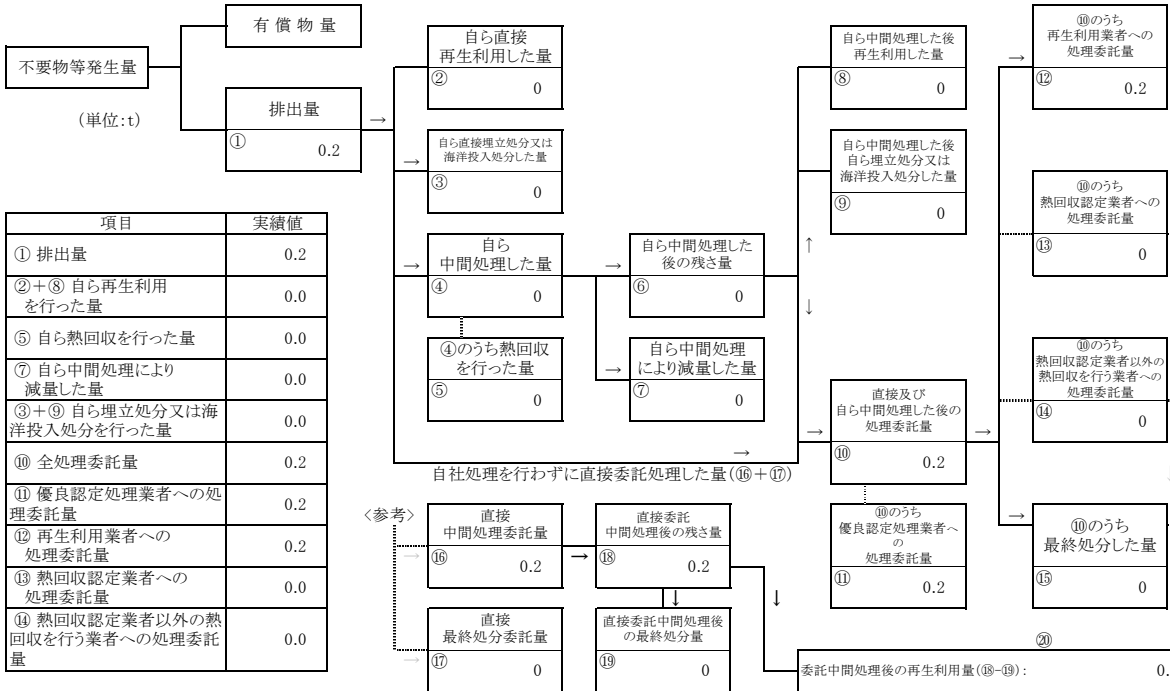 不要物等発生量
(単位:t)
有償物量
排出量
①
0.2
→
自ら直接
再生利用した量
②
0
→
自ら直接埋立処分又は
海洋投入処分した量
③
0
→
自ら
中間処理した量
④
0
④のうち熱回収
を行った量
⑤
0
→
自ら中間処理した
後の残さ量
⑥
0
→
自ら中間処理
により減量した量
⑦
0
自ら中間処理した後
再生利用した量
⑧
0
自ら中間処理した後
自ら埋立処分又は
海洋投入処分した量
⑨
0
↑
↓
→
自社処理を行わずに直接委託処理した量(⑯+⑰)
→
直接及び
自ら中間処理した後の
処理委託量
⑩
0.2
→
⑩のうち
優良認定処理業者へ
の
処理委託量
⑪
0.2
→
⑩のうち
再生利用業者への
処理委託量
⑫
0.2
⑩のうち
熱回収認定業者への
処理委託量
⑬
0
⑩のうち
熱回収認定業者以外の
熱回収を行う業者への
処理委託量
⑭
0
→
⑩のうち
最終処分した量
⑮
0
項目 実績値
① 排出量 0.2
②+⑧ 自ら再生利用
を行った量 0.0
⑤ 自ら熱回収を行った量 0.0
⑦ 自ら中間処理により
減量した量 0.0
③+⑨ 自ら埋立処分又は海
洋投入処分を行った量 0.0
⑩ 全処理委託量 0.2
⑪ 優良認定処理業者への処
理委託量 0.2
⑫ 再生利用業者への
処理委託量 0.2
⑬ 熱回収認定業者への
処理委託量 0.0
⑭ 熱回収認定業者以外の熱
回収を行う業者への処理委託
量 0.0
〈参考〉
→
直接
中間処理委託量
⑯
0.2
→
直接委託
中間処理後の残さ量
⑱
0.2
↓
↓
→
直接
最終処分委託量
⑰
0
直接委託中間処理後
の最終処分量
⑲
0
⑳
委託中間処理後の再生利用量(⑱-⑲):